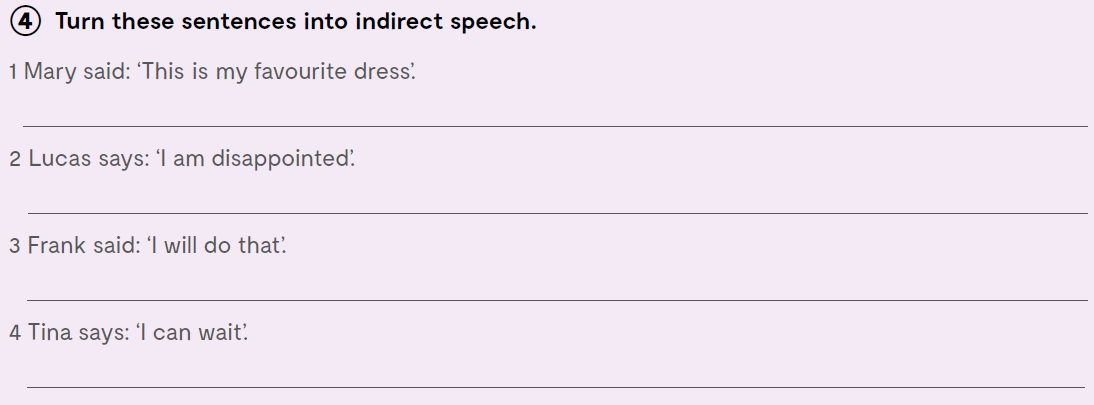 4 Turn these sentences into indirect speech.
1 Mary said: ‘This is my favourite dress’.
2 Lucas says: ‘I am disappointed’.
3 Frank said: ‘I will do that’.
4 Tina says: ‘I can wait’.